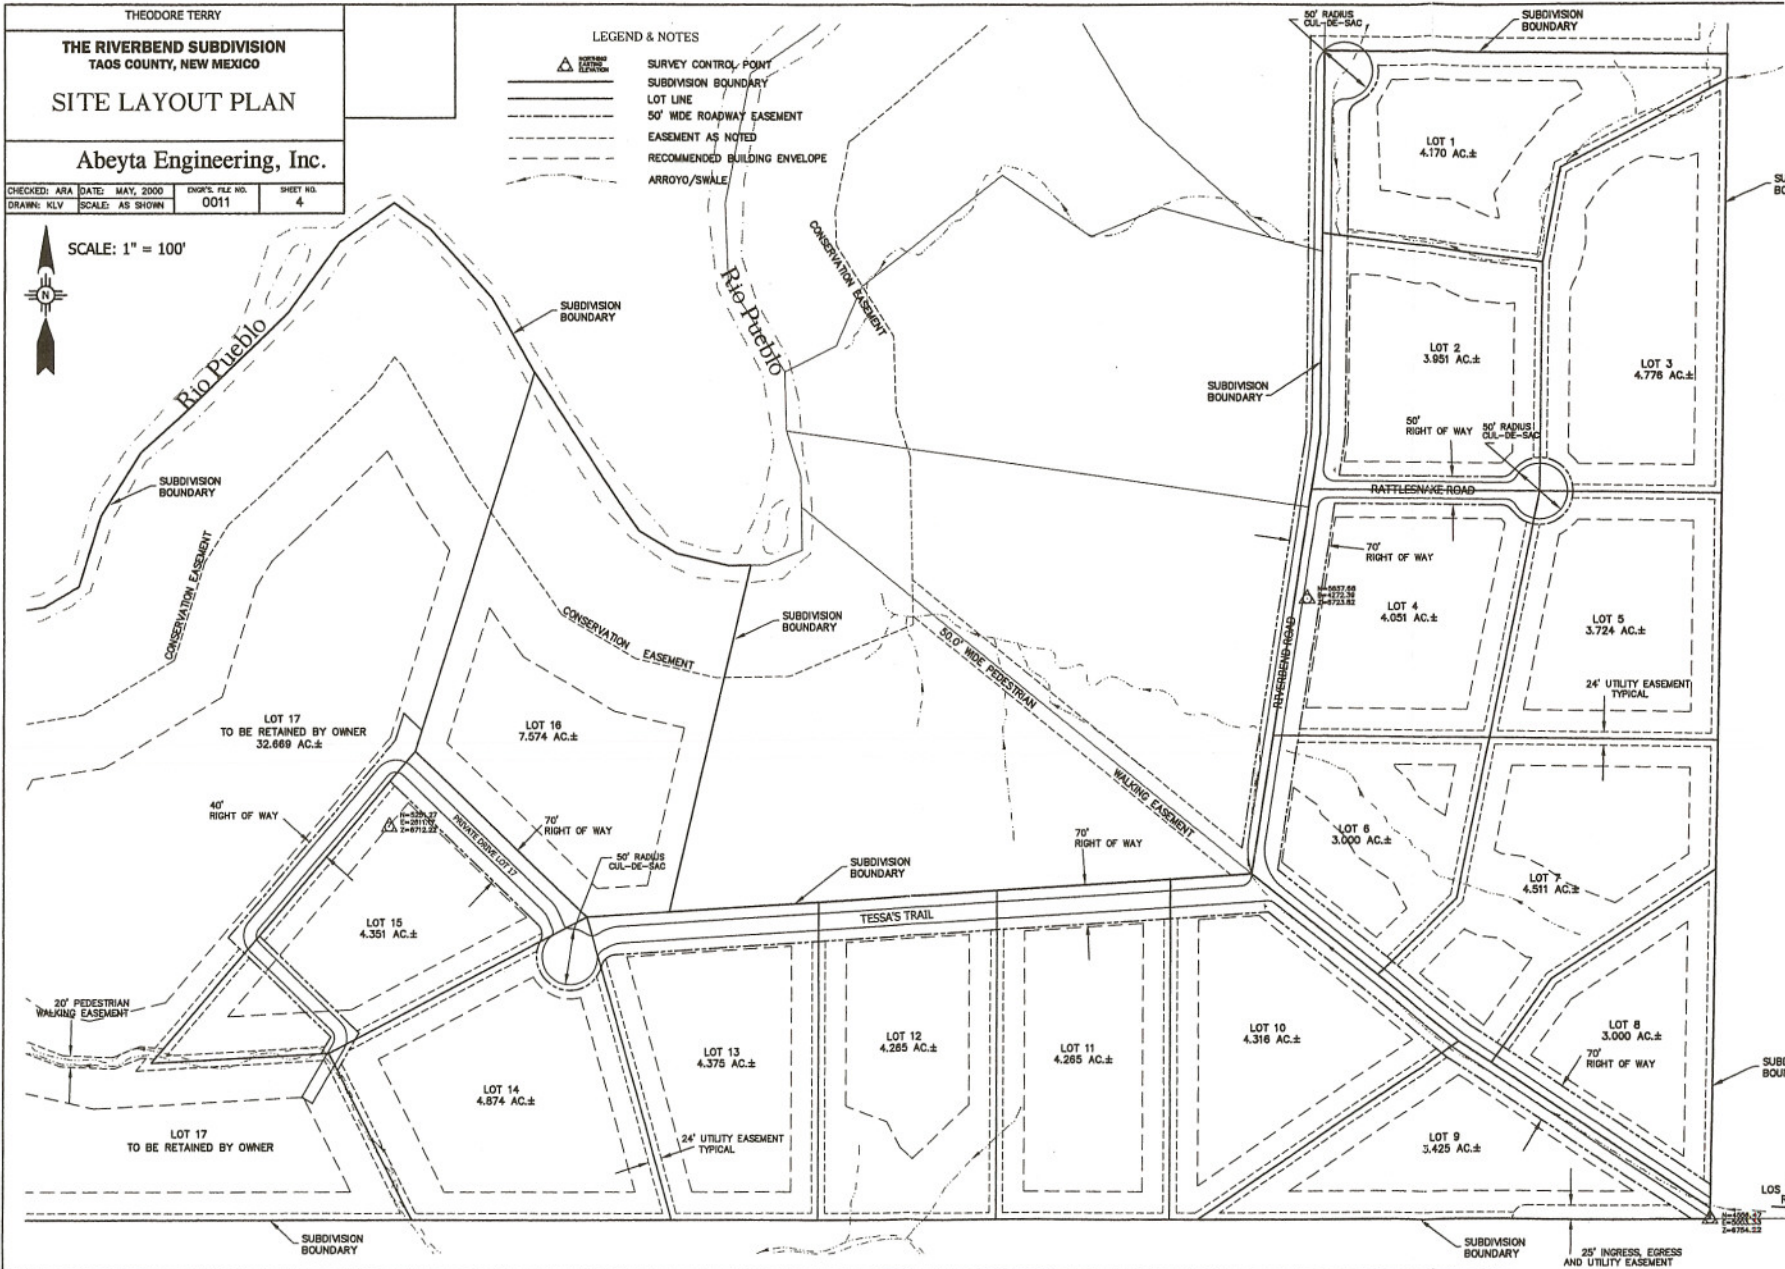 THEODORE TERRY
THE RIVERBEND SUBDIVISION
TAOS COUNTY, NEW MEXICO
SITE LAYOUT PLAN
Abeyta Engineering, Inc.
CHECKED: ARA
DATE: MAY, 2000
ENGR'S. FILE NO.
0011
SHEET NO.
4
DRAWN: KLV
SCALE: AS SHOWN
SCALE: 1" = 100'
N
LEGEND & NOTES
NORTHING
EASTING
ELEVATION
SURVEY CONTROL POINT
SUBDIVISION BOUNDARY
LOT LINE
50' WIDE ROADWAY EASEMENT
EASEMENT AS NOTED
RECOMMENDED BUILDING ENVELOPE
ARROYO/SWALE
50' RADIUS
CUL-DE-SAC
SUBDIVISION
BOUNDARY
LOT 1
4.170 AC.±
SU
BO
CONSERVATION EASEMENT
Rio Pueblo
Rio Pueblo
SUBDIVISION
BOUNDARY
LOT 2
3.951 AC.±
LOT 3
4.776 AC.±
SUBDIVISION
BOUNDARY
50'
RIGHT OF WAY
50' RADIUS
CUL-DE-SAC
RATTLESNAKE ROAD
SUBDIVISION
BOUNDARY
CONSERVATION EASEMENT
70'
RIGHT OF WAY
LOT 4
4.051 AC.±
LOT 5
3.724 AC.±
RIVERBEND ROAD
SUBDIVISION
BOUNDARY
CONSERVATION EASEMENT
50.0' WIDE PEDESTRIAN
WALKING EASEMENT
24' UTILITY EASEMENT
TYPICAL
LOT 17
TO BE RETAINED BY OWNER
32.669 AC.±
LOT 16
7.574 AC.±
40'
RIGHT OF WAY
PRIVATE DRIVE LOT 17
70'
RIGHT OF WAY
50' RADIUS
CUL-DE-SAC
SUBDIVISION
BOUNDARY
70'
RIGHT OF WAY
LOT 6
3.000 AC.±
LOT 7
4.511 AC.±
TESSA'S TRAIL
LOT 15
4.351 AC.±
20' PEDESTRIAN
WALKING EASEMENT
LOT 14
4.874 AC.±
LOT 13
4.375 AC.±
LOT 12
4.265 AC.±
LOT 11
4.265 AC.±
LOT 10
4.316 AC.±
LOT 8
3.000 AC.±
70'
RIGHT OF WAY
SUBD
BOUN
LOT 17
TO BE RETAINED BY OWNER
24' UTILITY EASEMENT
TYPICAL
LOT 9
LOS
R
SUBDIVISION
BOUNDARY
SUBDIVISION
BOUNDARY
25' INGRESS, EGRESS
AND UTILITY EASEMENT